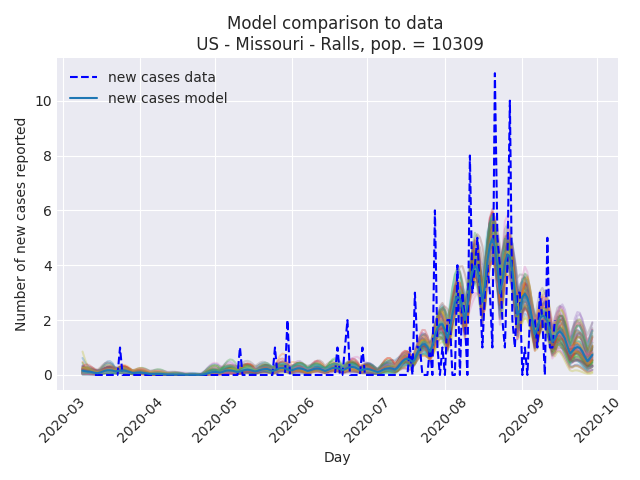 Model comparison to data
US - Missouri - Ralls, pop. = 10309
new cases data
new cases model
Number of new cases reported
10
8
6
4
2
0
2020-03
2020-04
2020-05
2020-06
2020-07
2020-08
2020-09
2020-10
Day